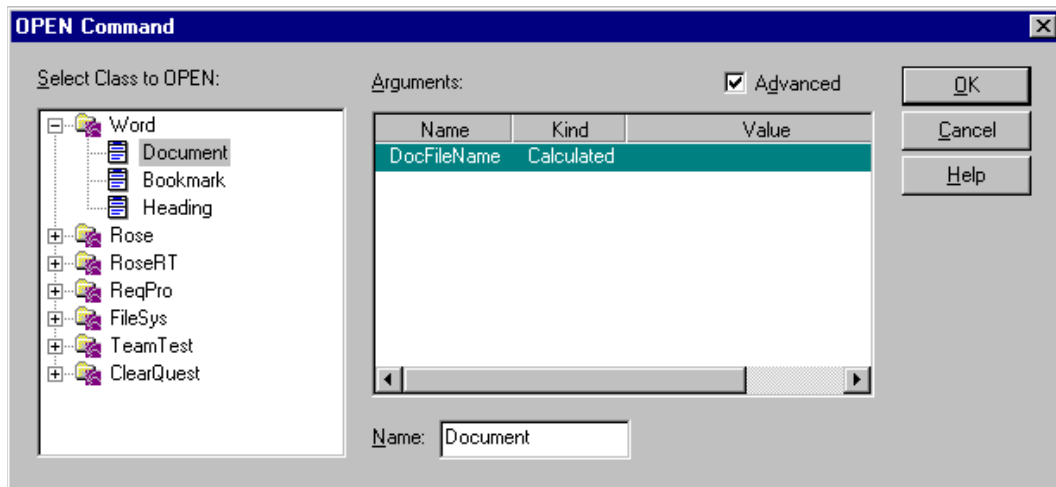 OPEN Command
Select Class to OPEN:
Word
Document
Bookmark
Heading
Rose
RoseRT
ReqPro
FileSys
TeamTest
ClearQuest
Arguments:
Advanced
Name Kind Value
DocFileName Calculated
Name: Document
OK
Cancel
Help